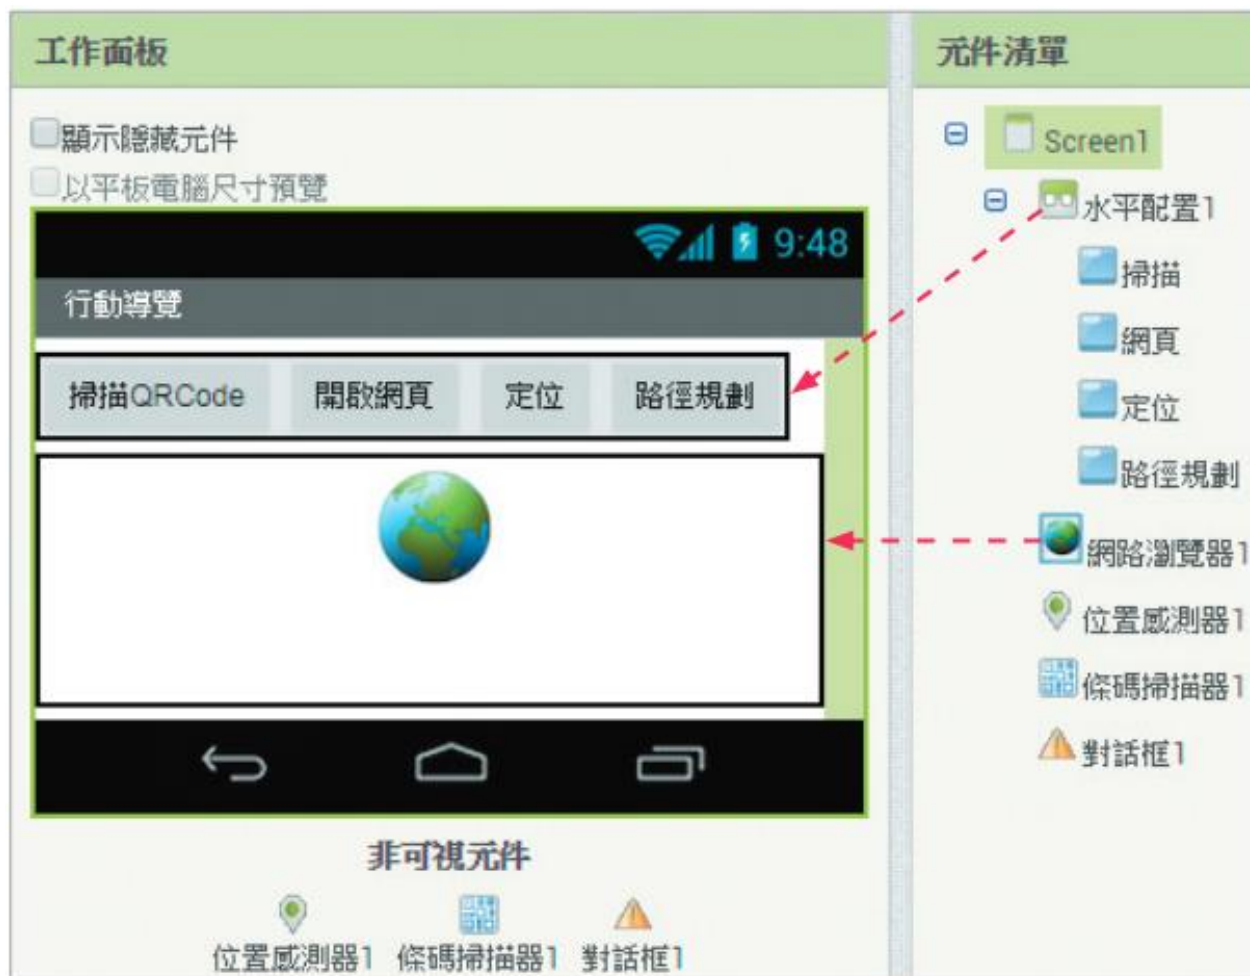 工作面板
顯示隱藏元件
以平板電腦尺寸預覽
9:48
行動導覽
掃描QRCode 開啟網頁 定位 路徑規劃
非可視元件
位置感測器1 條碼掃描器1 對話框1
元件清單
Screen1
水平配置1
掃描
網頁
定位
路徑規劃
網路瀏覽器1
位置感測器1
條碼掃描器1
對話框1